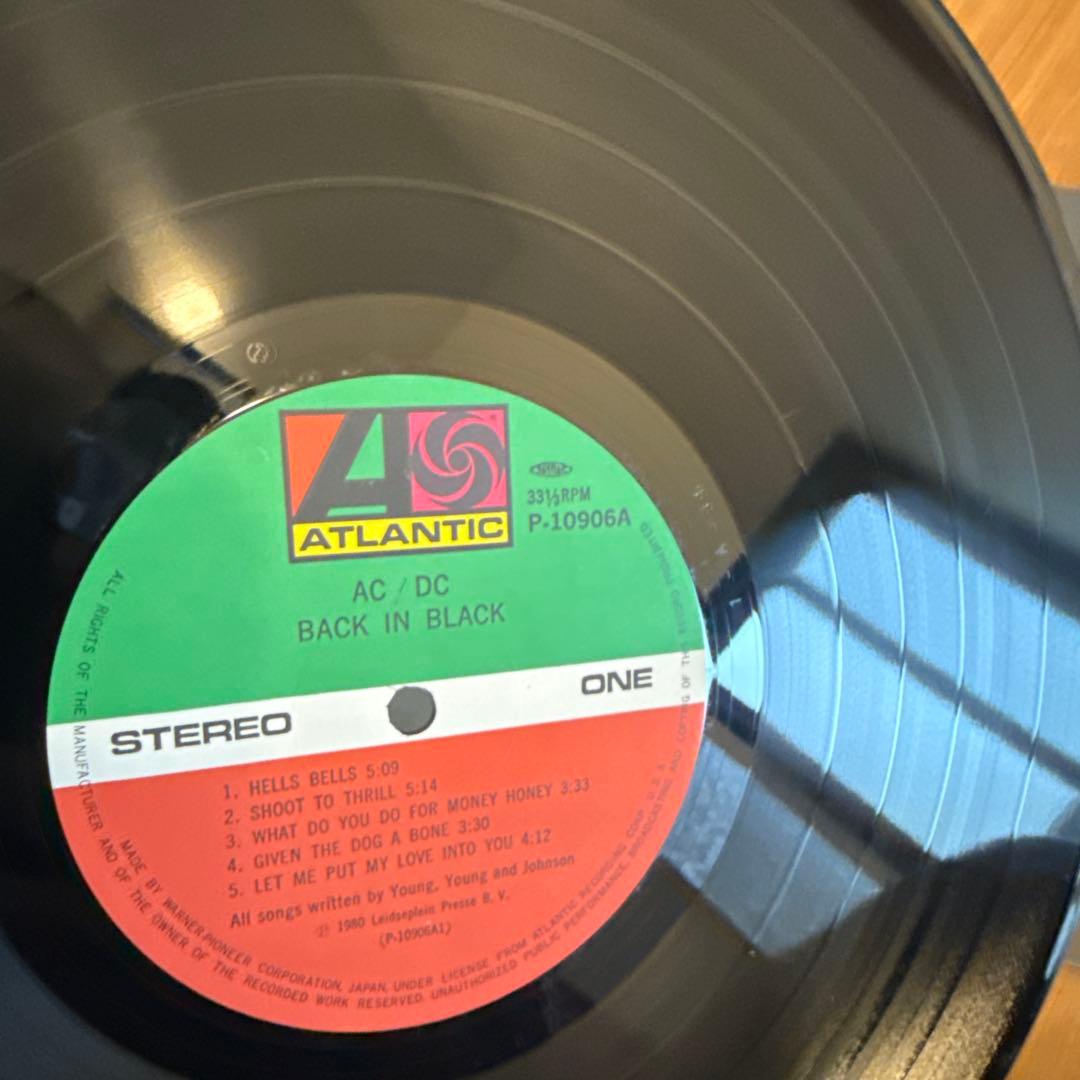 ATLANTIC
33⅓RPM
P-10906A
AC / DC
BACK IN BLACK
STEREO
ONE
1. HELLS BELLS 5:09
2. SHOOT TO THRILL 5:14
3. WHAT DO YOU DO FOR MONEY HONEY 3:33
4. GIVEN THE DOG A BONE 3:30
5. LET ME PUT MY LOVE INTO YOU 4:12
All songs written by Young, Young and Johnson
℗ 1980 Leidseplein Presse B. V.
(P-10906A1)
MADE BY WARNER-PIONEER CORPORATION, JAPAN, UNDER LICENSE FROM ATLANTIC RECORDING CORP., U.S.A.
ALL RIGHTS OF THE MANUFACTURER AND OF THE OWNER OF THE RECORDED WORK RESERVED. UNAUTHORIZED PUBLIC PERFORMANCE, BROADCASTING AND COPYING OF